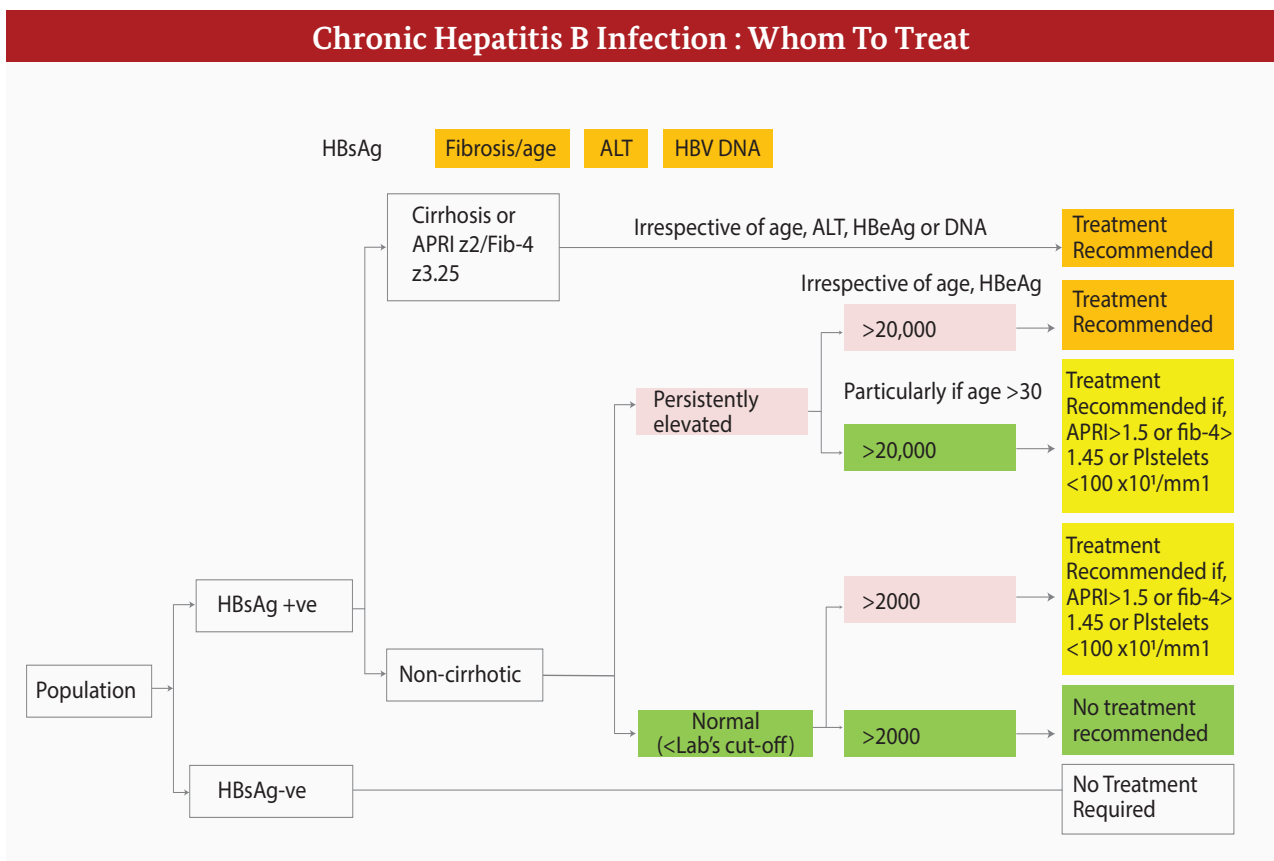 Chronic Hepatitis B Infection : Whom To Treat
HBsAg
Fibrosis/age
ALT
HBV DNA
Cirrhosis or
APRI z2/Fib-4
z3.25
Irrespective of age, ALT, HBeAg or DNA
Treatment
Recommended
Irrespective of age, HBeAg
>20,000
Treatment
Recommended
Persistently
elevated
Particularly if age >30
>20,000
Treatment
Recommended if,
APRI>1.5 or fib-4>
1.45 or Plstelets
<100 x10¹/mm1
HBsAg +ve
Non-cirrhotic
>2000
Treatment
Recommended if,
APRI>1.5 or fib-4>
1.45 or Plstelets
<100 x10¹/mm1
Population
Normal
(<Lab's cut-off)
>2000
No treatment
recommended
HBsAg-ve
No Treatment
Required